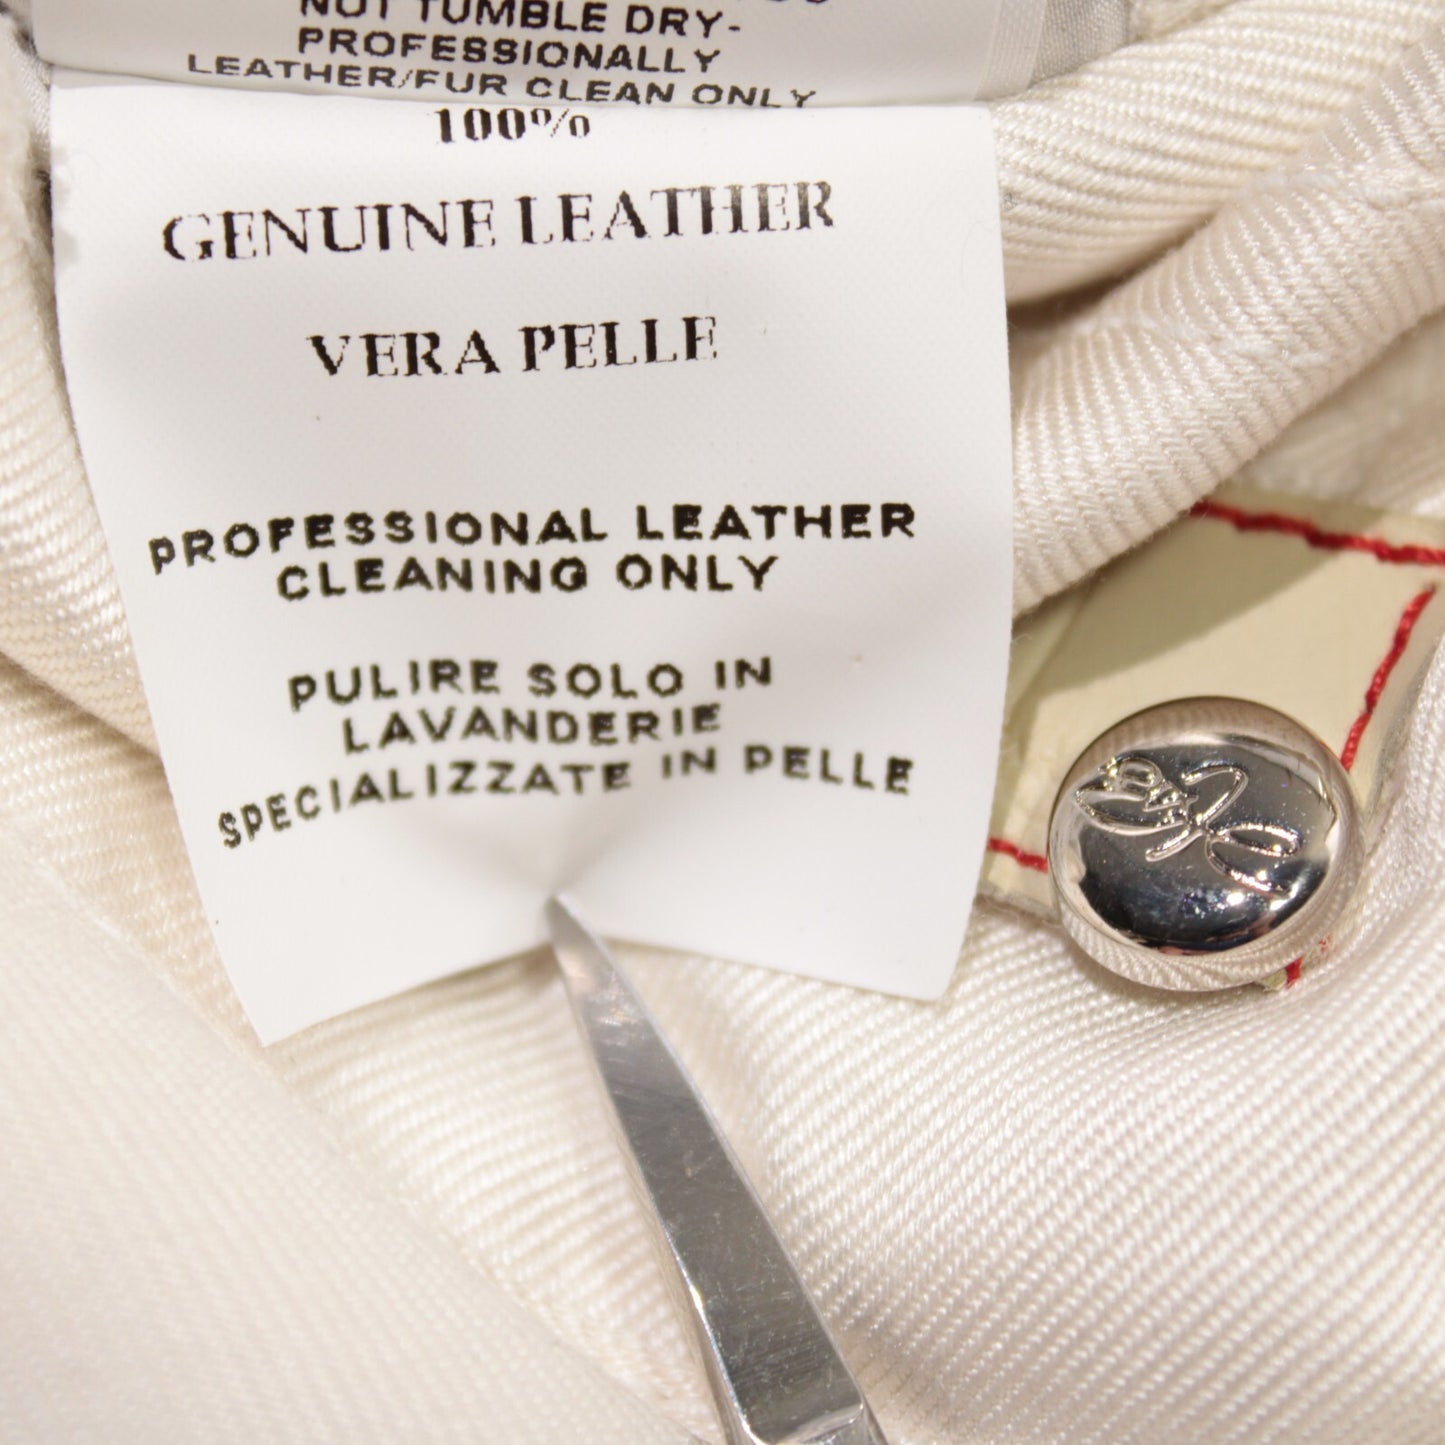 NOT TUMBLE DRY-
PROFESSIONALLY
LEATHER/FUR CLEAN ONLY
100%
GENUINE LEATHER
VERA PELLE
PROFESSIONAL LEATHER
CLEANING ONLY
PULIRE SOLO IN
LAVANDERIE
SPECIALIZZATE IN PELLE